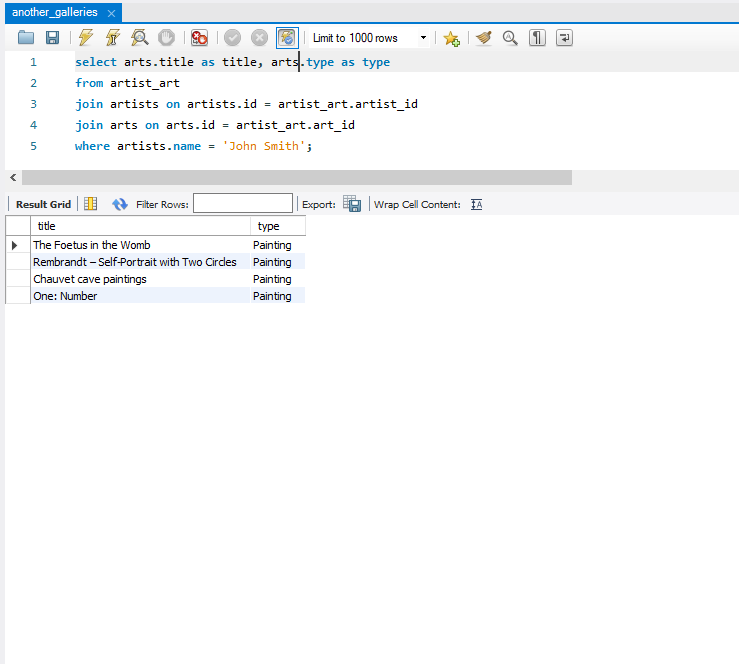 another_galleries
Limit to 1000 rows
1 select arts.title as title, arts.type as type
2 from artist_art
3 join artists on artists.id = artist_art.artist_id
4 join arts on arts.id = artist_art.art_id
5 where artists.name = 'John Smith';
Result Grid Filter Rows: Export: Wrap Cell Content:
title type
The Foetus in the Womb Painting
Rembrandt – Self-Portrait with Two Circles Painting
Chauvet cave paintings Painting
One: Number Painting